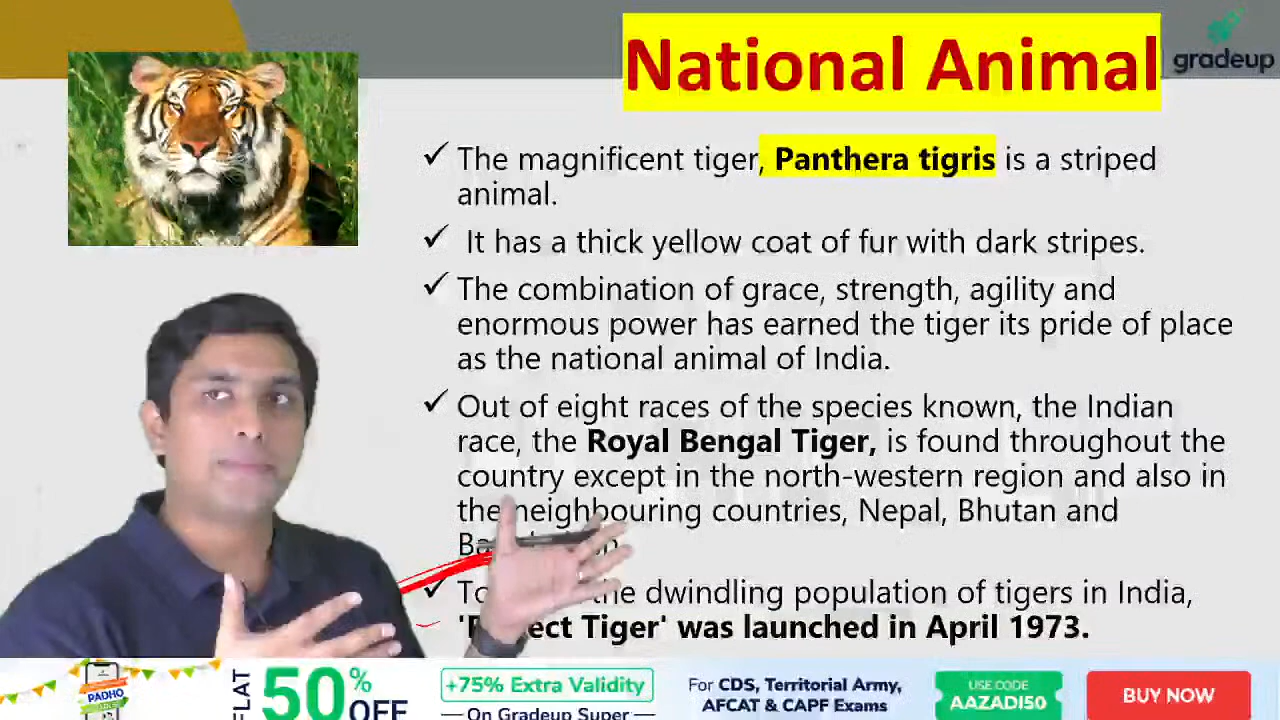 National Animal
gradeup
✓ The magnificent tiger, Panthera tigris is a striped
animal.
✓ It has a thick yellow coat of fur with dark stripes.
✓ The combination of grace, strength, agility and
enormous power has earned the tiger its pride of place
as the national animal of India.
✓ Out of eight races of the species known, the Indian
race, the Royal Bengal Tiger, is found throughout the
country except in the north-western region and also in
the neighbouring countries, Nepal, Bhutan and
✓ the dwindling population of tigers in India,
Tiger' was launched in April 1973.
PADHO
FLAT
50% OFF
+75% Extra Validity
On Gradeup Super
For CDS, Territorial Army,
AFCAT & CAPF Exams
USE CODE
AAZADI50
BUY NOW